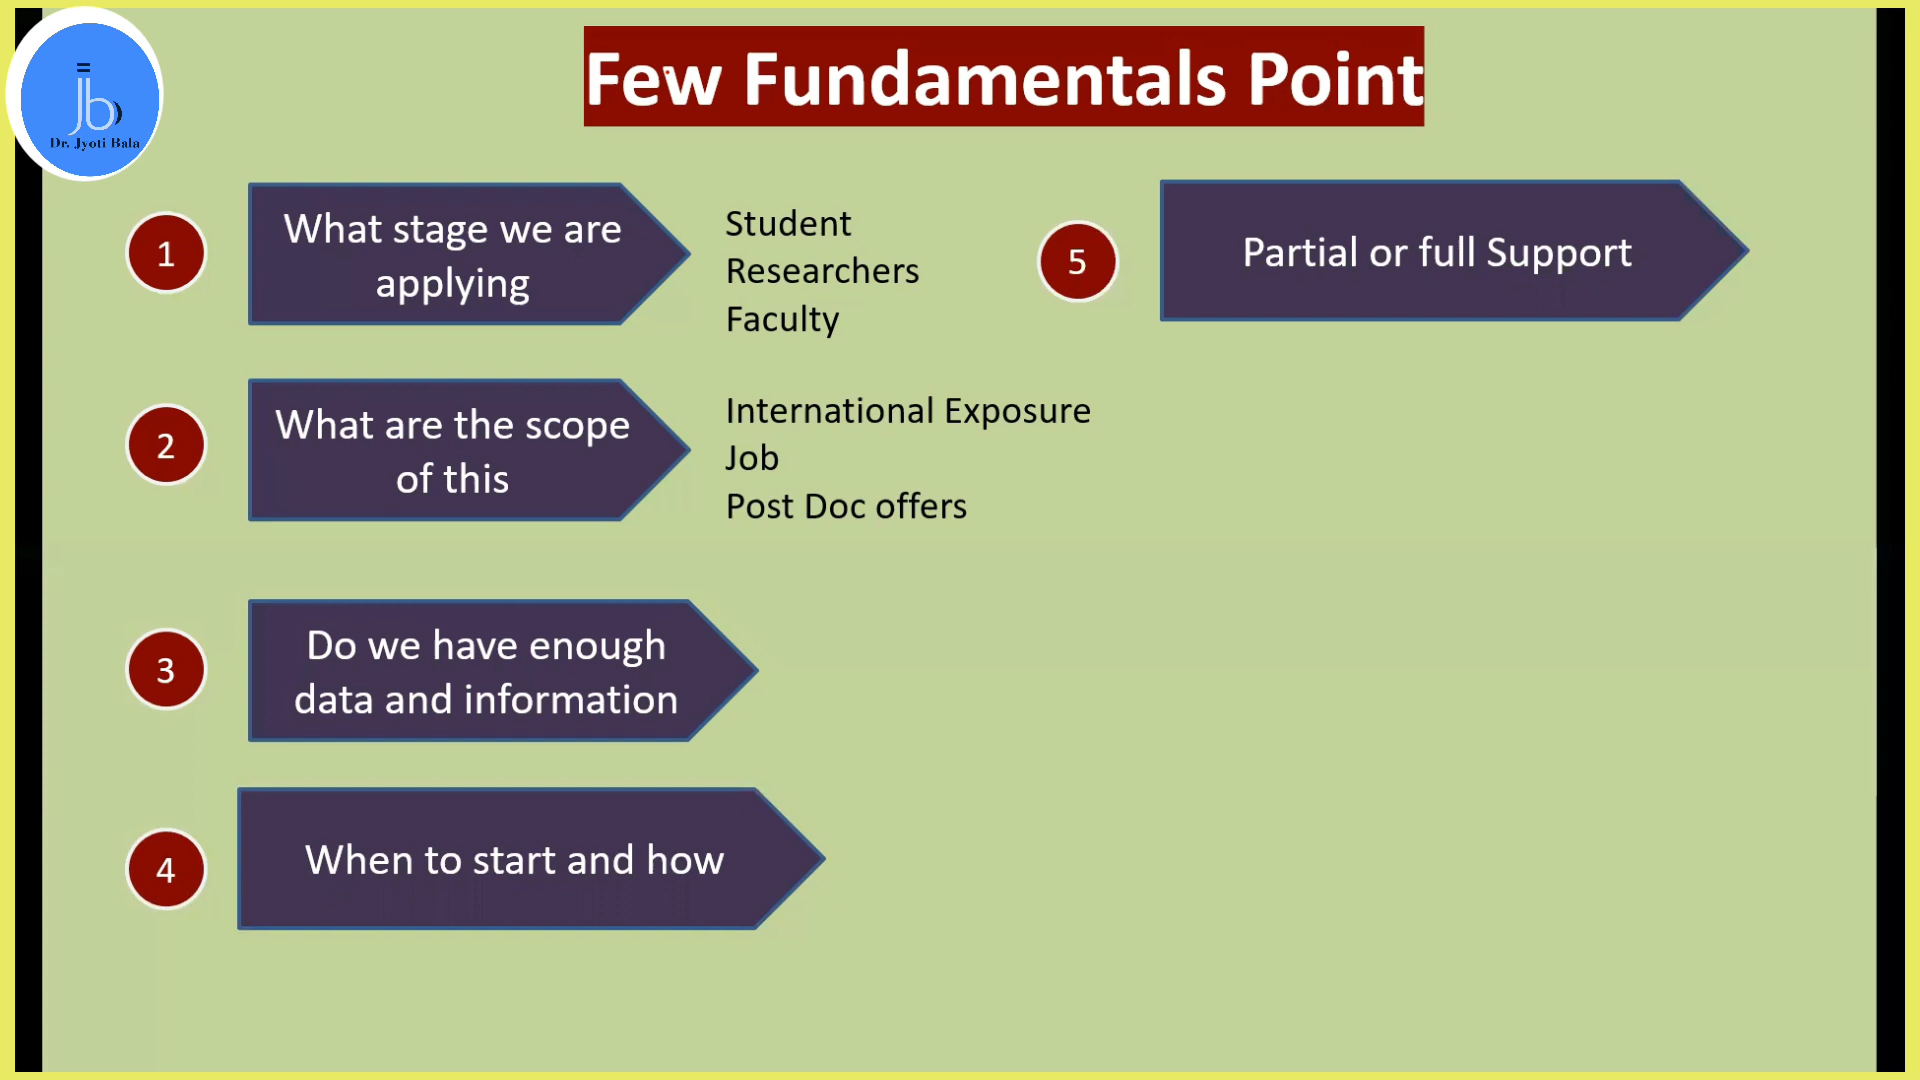 Few Fundamentals Point
Dr. Jyoti Bala
1
What stage we are
applying
Student
Researchers
Faculty
2
What are the scope
of this
International Exposure
Job
Post Doc offers
3
Do we have enough
data and information
4
When to start and how
5
Partial or full Support